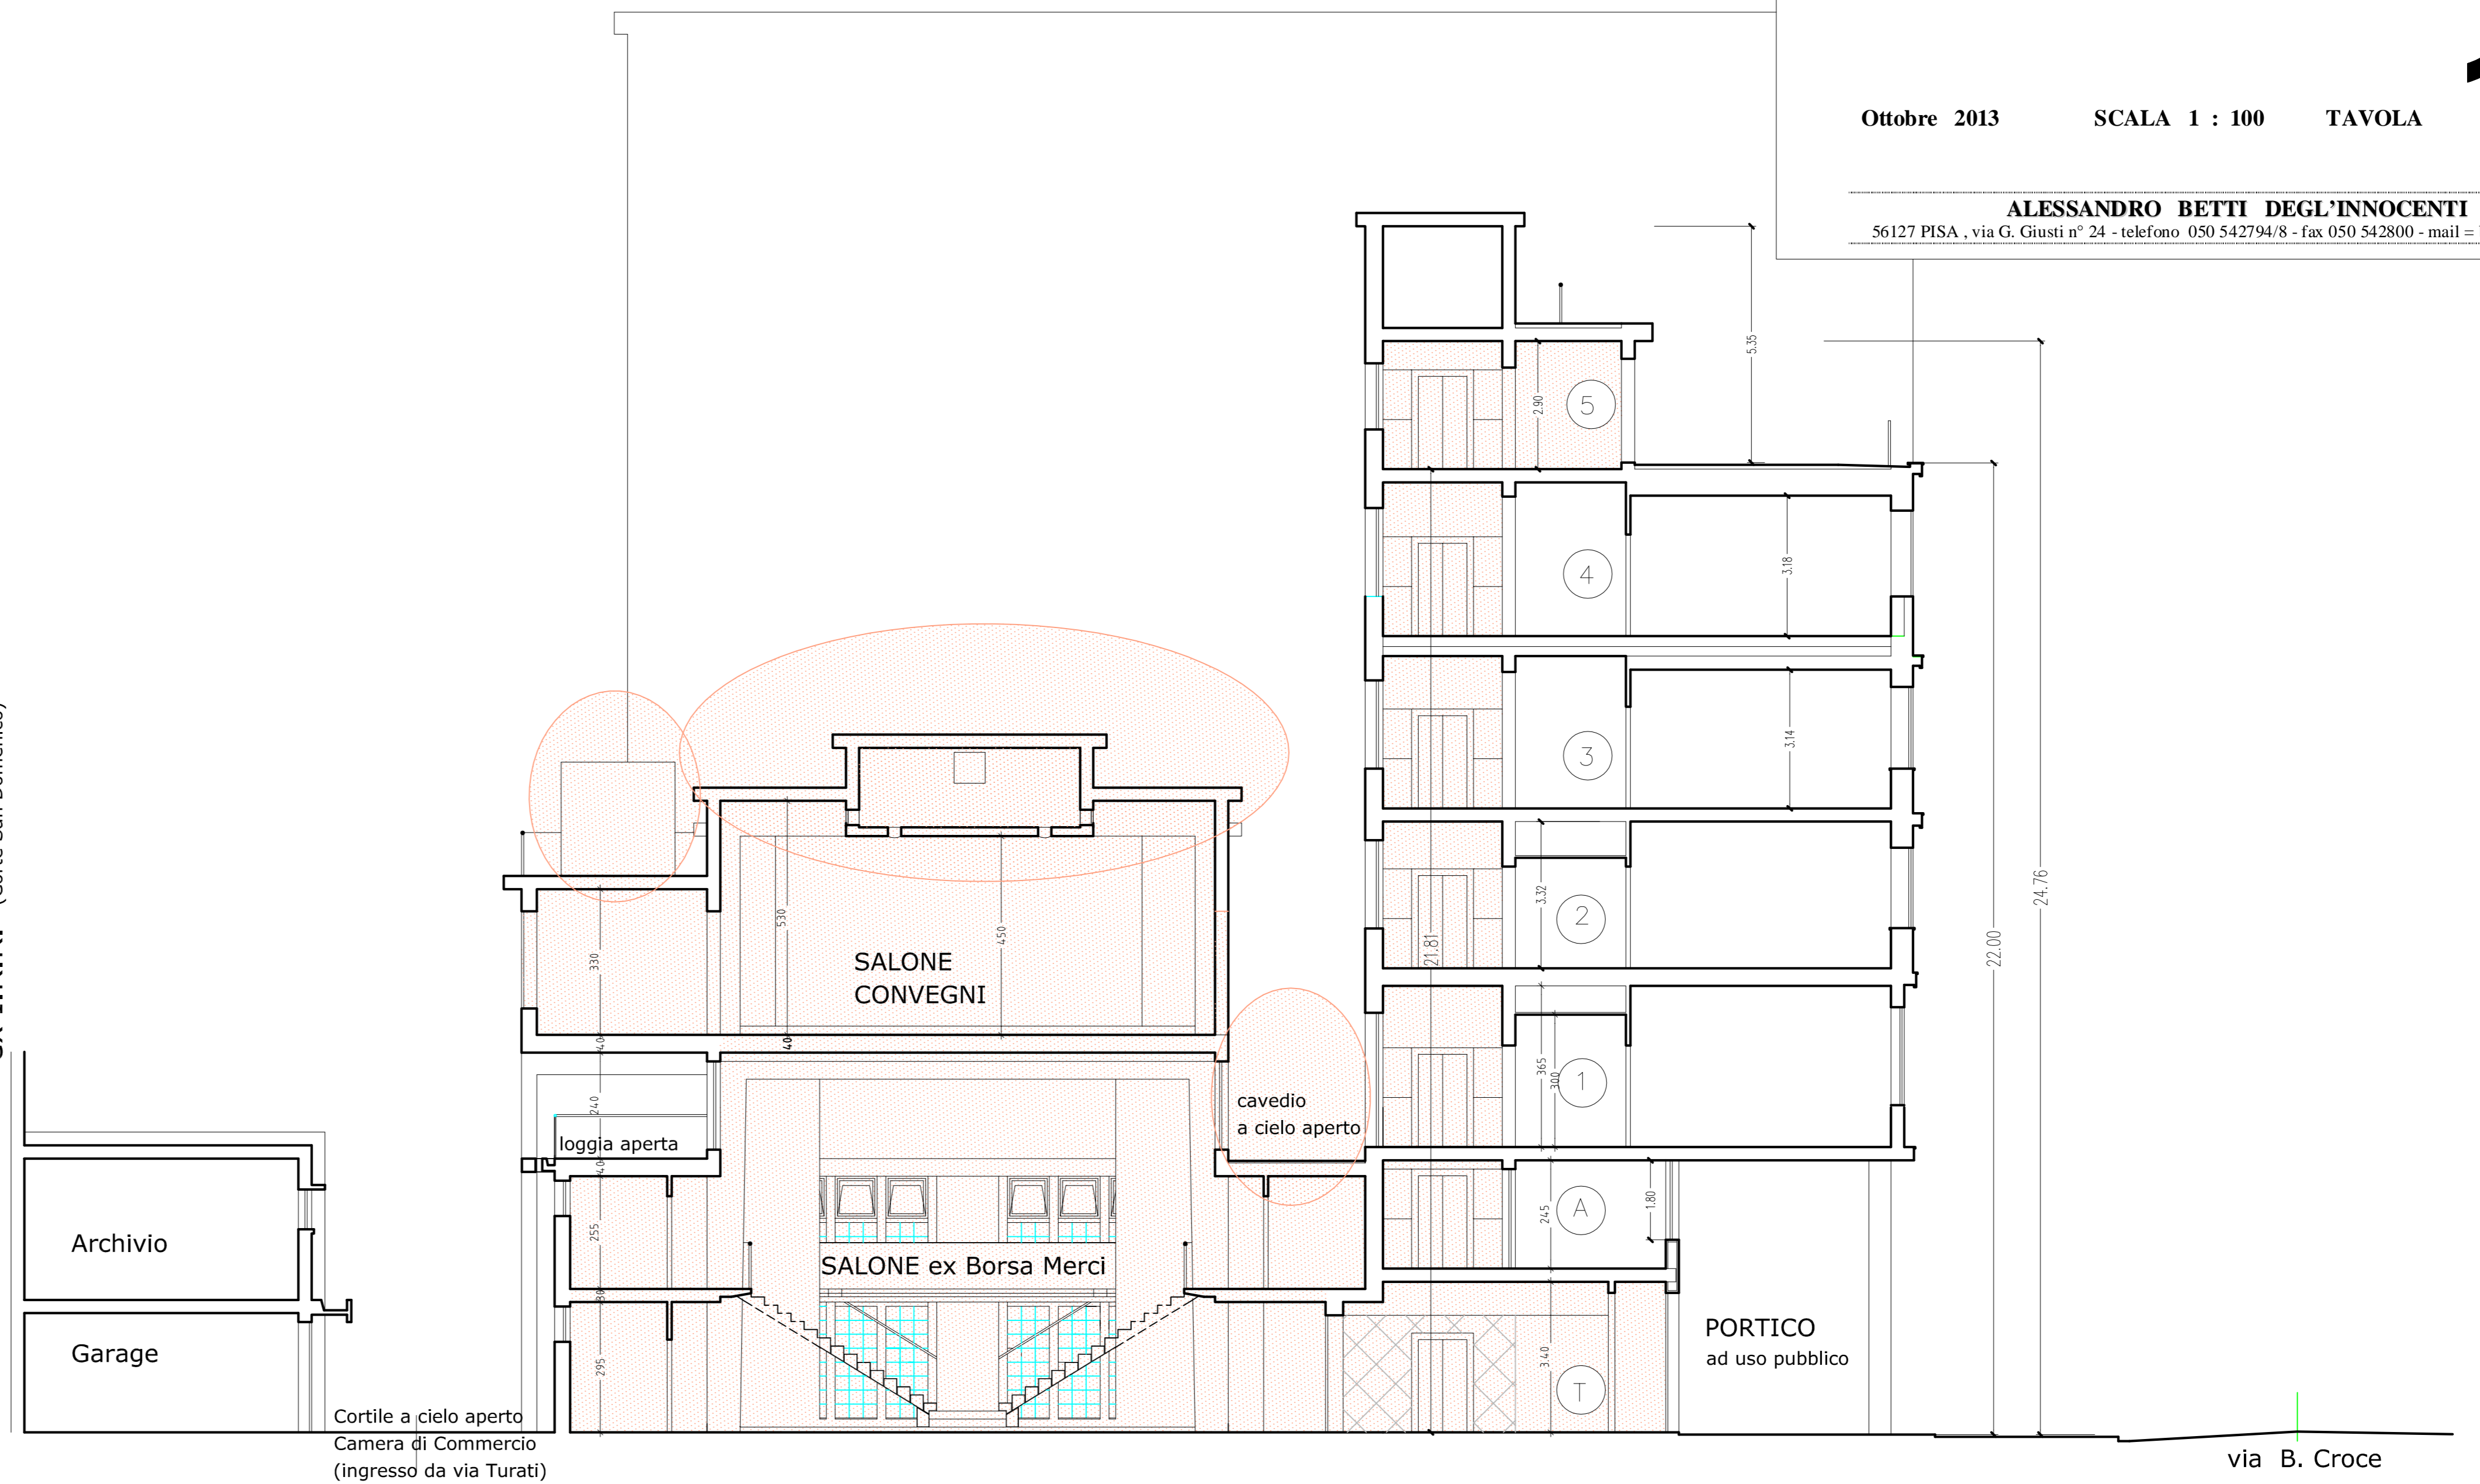 Ottobre 2013 SCALA 1 : 100 TAVOLA
ALESSANDRO BETTI DEGL'INNOCENTI
56127 PISA , via G. Giusti n° 24 - telefono 050 542794/8 - fax 050 542800 - mail =
5.35
2.90
5
24.76
22.00
21.81
4
3.18
3
3.14
2
3.32
1
365
300
A
245
1.80
T
3.40
530
450
330
40
40
240
40
255
30
295
SALONE
CONVEGNI
cavedio
a cielo aperto
loggia aperta
SALONE ex Borsa Merci
Archivio
Garage
PORTICO
ad uso pubblico
Cortile a cielo aperto
Camera di Commercio
(ingresso da via Turati)
via B. Croce